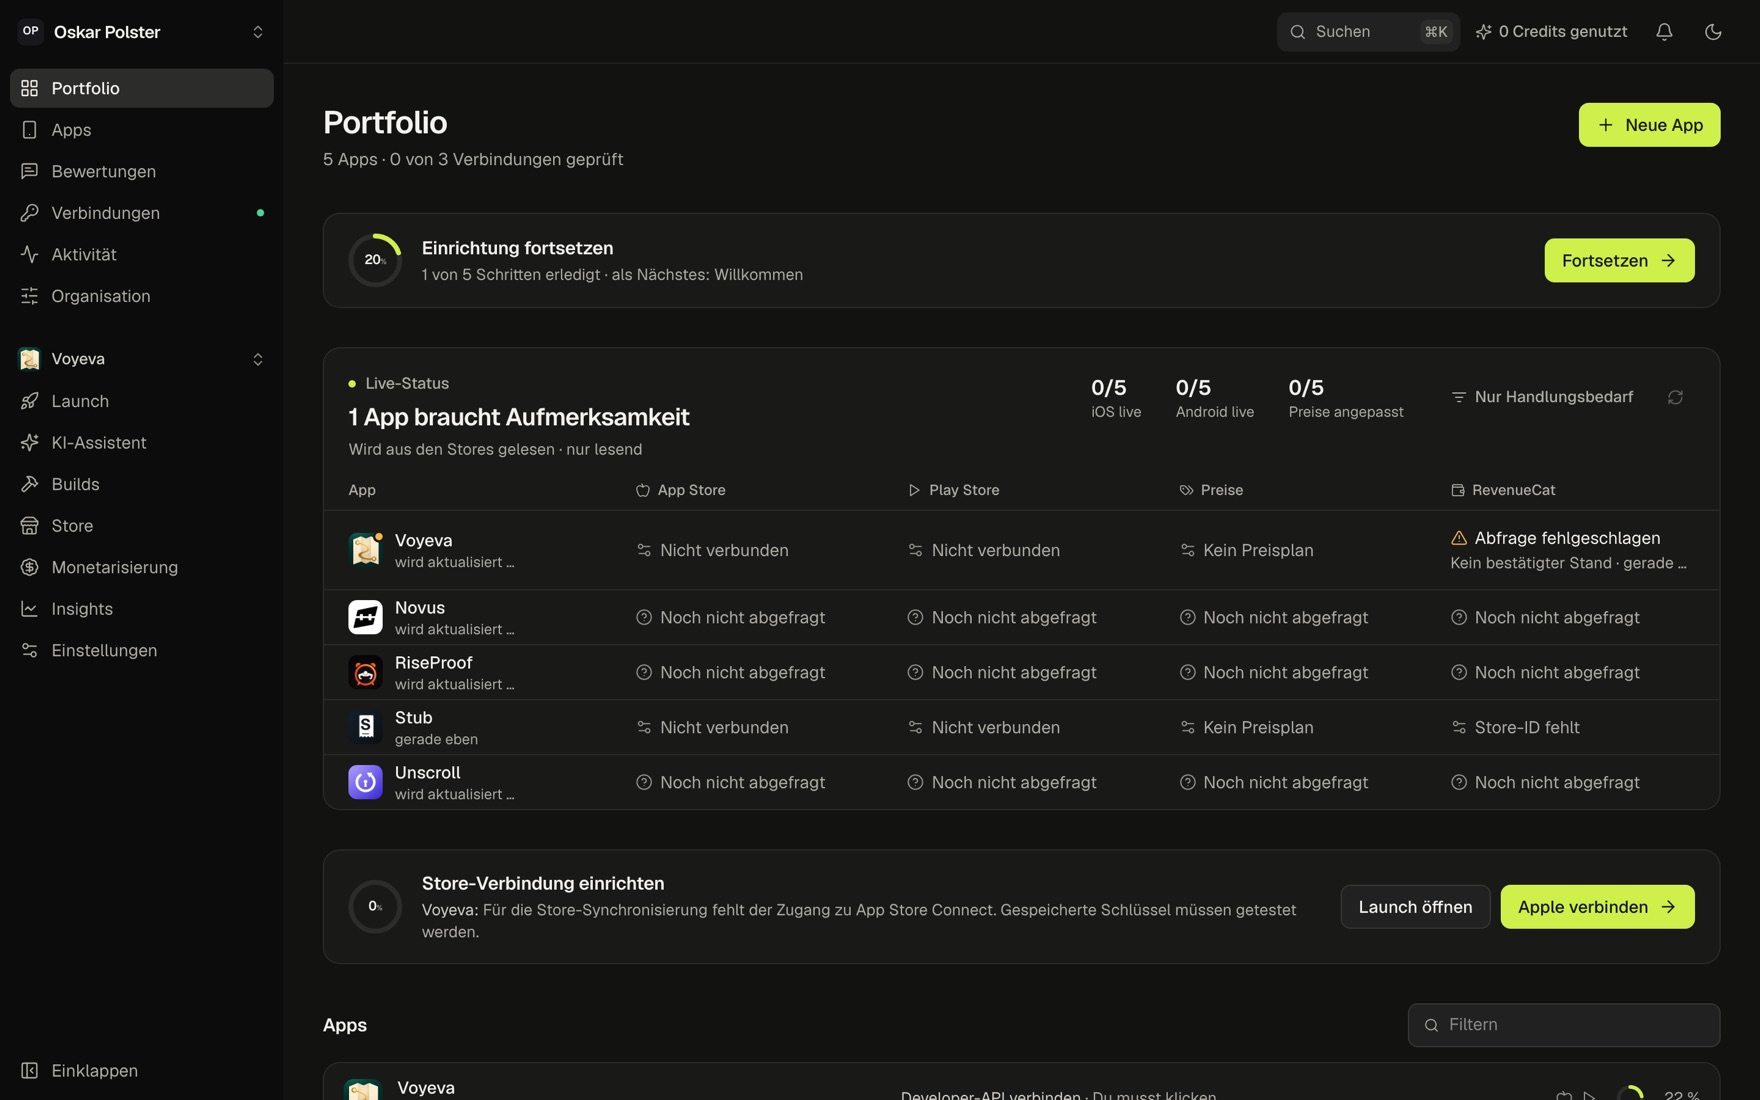 OP Oskar Polster
Suchen ⌘K
0 Credits genutzt
Portfolio
Apps
Bewertungen
Verbindungen
Aktivität
Organisation
Voyeva
Launch
KI-Assistent
Builds
Store
Monetarisierung
Insights
Einstellungen
Einklappen
Portfolio
5 Apps · 0 von 3 Verbindungen geprüft
Neue App
20%
Einrichtung fortsetzen
1 von 5 Schritten erledigt · als Nächstes: Willkommen
Fortsetzen
Live-Status
1 App braucht Aufmerksamkeit
Wird aus den Stores gelesen · nur lesend
0/5
iOS live
0/5
Android live
0/5
Preise angepasst
Nur Handlungsbedarf
App App Store Play Store Preise RevenueCat
Voyeva
wird aktualisiert ...
Nicht verbunden Nicht verbunden Kein Preisplan
Abfrage fehlgeschlagen
Kein bestätigter Stand · gerade ...
Novus
wird aktualisiert ...
Noch nicht abgefragt Noch nicht abgefragt Noch nicht abgefragt Noch nicht abgefragt
RiseProof
wird aktualisiert ...
Noch nicht abgefragt Noch nicht abgefragt Noch nicht abgefragt Noch nicht abgefragt
S
Stub
gerade eben
Nicht verbunden Nicht verbunden Kein Preisplan Store-ID fehlt
Unscroll
wird aktualisiert ...
Noch nicht abgefragt Noch nicht abgefragt Noch nicht abgefragt Noch nicht abgefragt
0%
Store-Verbindung einrichten
Voyeva: Für die Store-Synchronisierung fehlt der Zugang zu App Store Connect. Gespeicherte Schlüssel müssen getestet
werden.
Launch öffnen
Apple verbinden
Apps
Filtern
Voyeva
Developer-API verbinden · Du musst klicken
22 %